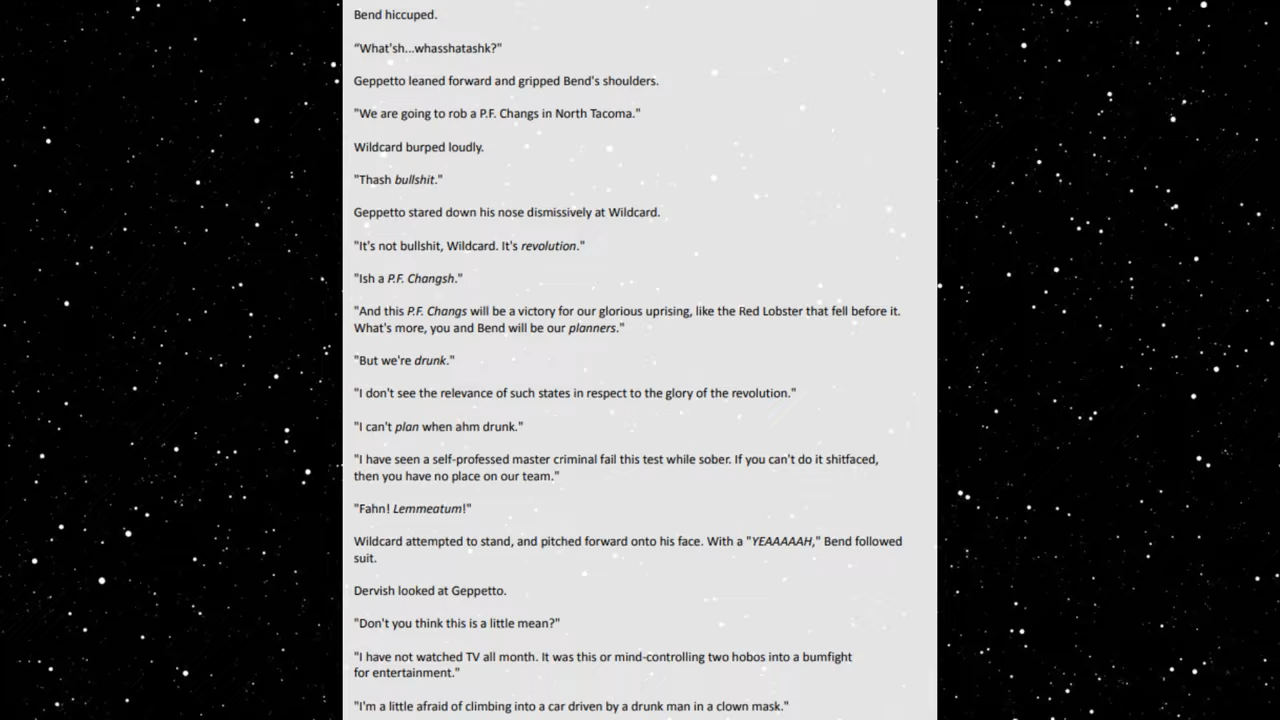 Bend hiccuped.
“What'sh...whasshatashk?"
Geppetto leaned forward and gripped Bend's shoulders.
"We are going to rob a P.F. Changs in North Tacoma."
Wildcard burped loudly.
"Thash bullshit."
Geppetto stared down his nose dismissively at Wildcard.
"It's not bullshit, Wildcard. It's revolution."
"Ish a P.F. Changsh."
"And this P.F. Changs will be a victory for our glorious uprising, like the Red Lobster that fell before it.
What's more, you and Bend will be our planners."
"But we're drunk."
"I don't see the relevance of such states in respect to the glory of the revolution."
"I can't plan when ahm drunk."
"I have seen a self-professed master criminal fail this test while sober. If you can't do it shitfaced,
then you have no place on our team."
"Fahn! Lemmeatum!"
Wildcard attempted to stand, and pitched forward onto his face. With a "YEAAAAAH," Bend followed
suit.
Dervish looked at Geppetto.
"Don't you think this is a little mean?"
"I have not watched TV all month. It was this or mind-controlling two hobos into a bumfight
for entertainment."
"I'm a little afraid of climbing into a car driven by a drunk man in a clown mask."